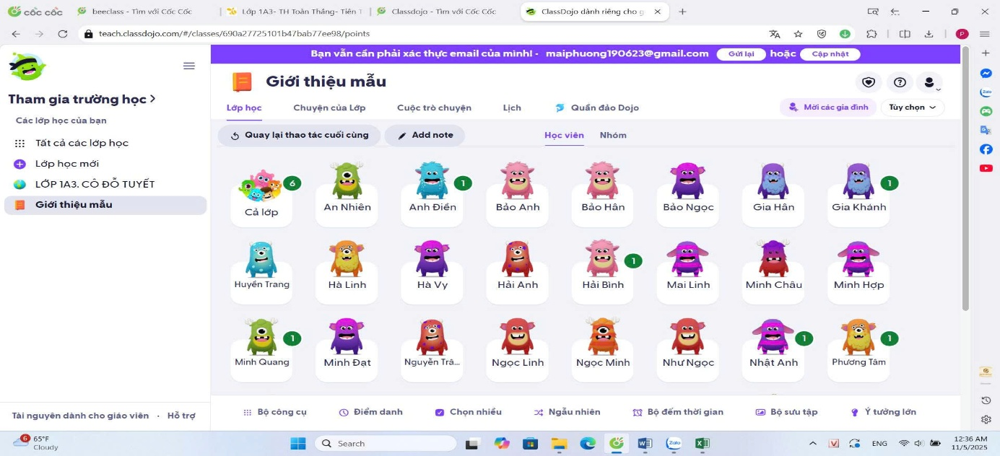 cốc cốc
beeclass - Tìm với Cốc Cốc
Lớp 1A3- TH Toàn Thắng- Tiên T
Classdojo - Tìm với Cốc Cốc
ClassDojo dành riêng cho g
teach.classdojo.com/#/classes/690a27725101b47bab77ee98/points
P
Bạn vẫn cần phải xác thực email của mình! - maiphuong190623@gmail.com Gửi lại hoặc Cập nhật
Giới thiệu mẫu
Tham gia trường học
Các lớp học của bạn
Tất cả các lớp học
Lớp học mới
LỚP 1A3. CÔ ĐỖ TUYẾT
Giới thiệu mẫu
Lớp học Chuyện của Lớp Cuộc trò chuyện Lịch Quần đảo Dojo
Mời các gia đình Tùy chọn
Quay lại thao tác cuối cùng Add note Học viên Nhóm
6 1 1
Cả lớp An Nhiên Anh Điền Bảo Anh Bảo Hân Bảo Ngọc Gia Hân Gia Khánh
1
Huyền Trang Hà Linh Hà Vy Hải Anh Hải Bình Mai Linh Minh Châu Minh Hợp
1 1 1
Minh Quang Minh Đạt Nguyễn Trâ... Ngọc Linh Ngọc Minh Như Ngọc Nhật Anh Phương Tâm
Bộ công cụ Điểm danh Chọn nhiều Ngẫu nhiên Bộ đếm thời gian Bộ sưu tập Ý tưởng lớn
Tài nguyên dành cho giáo viên · Hỗ trợ
Zalo
6
65°F
Cloudy
Search
Zalo
ENG
12:36 AM
11/5/2025